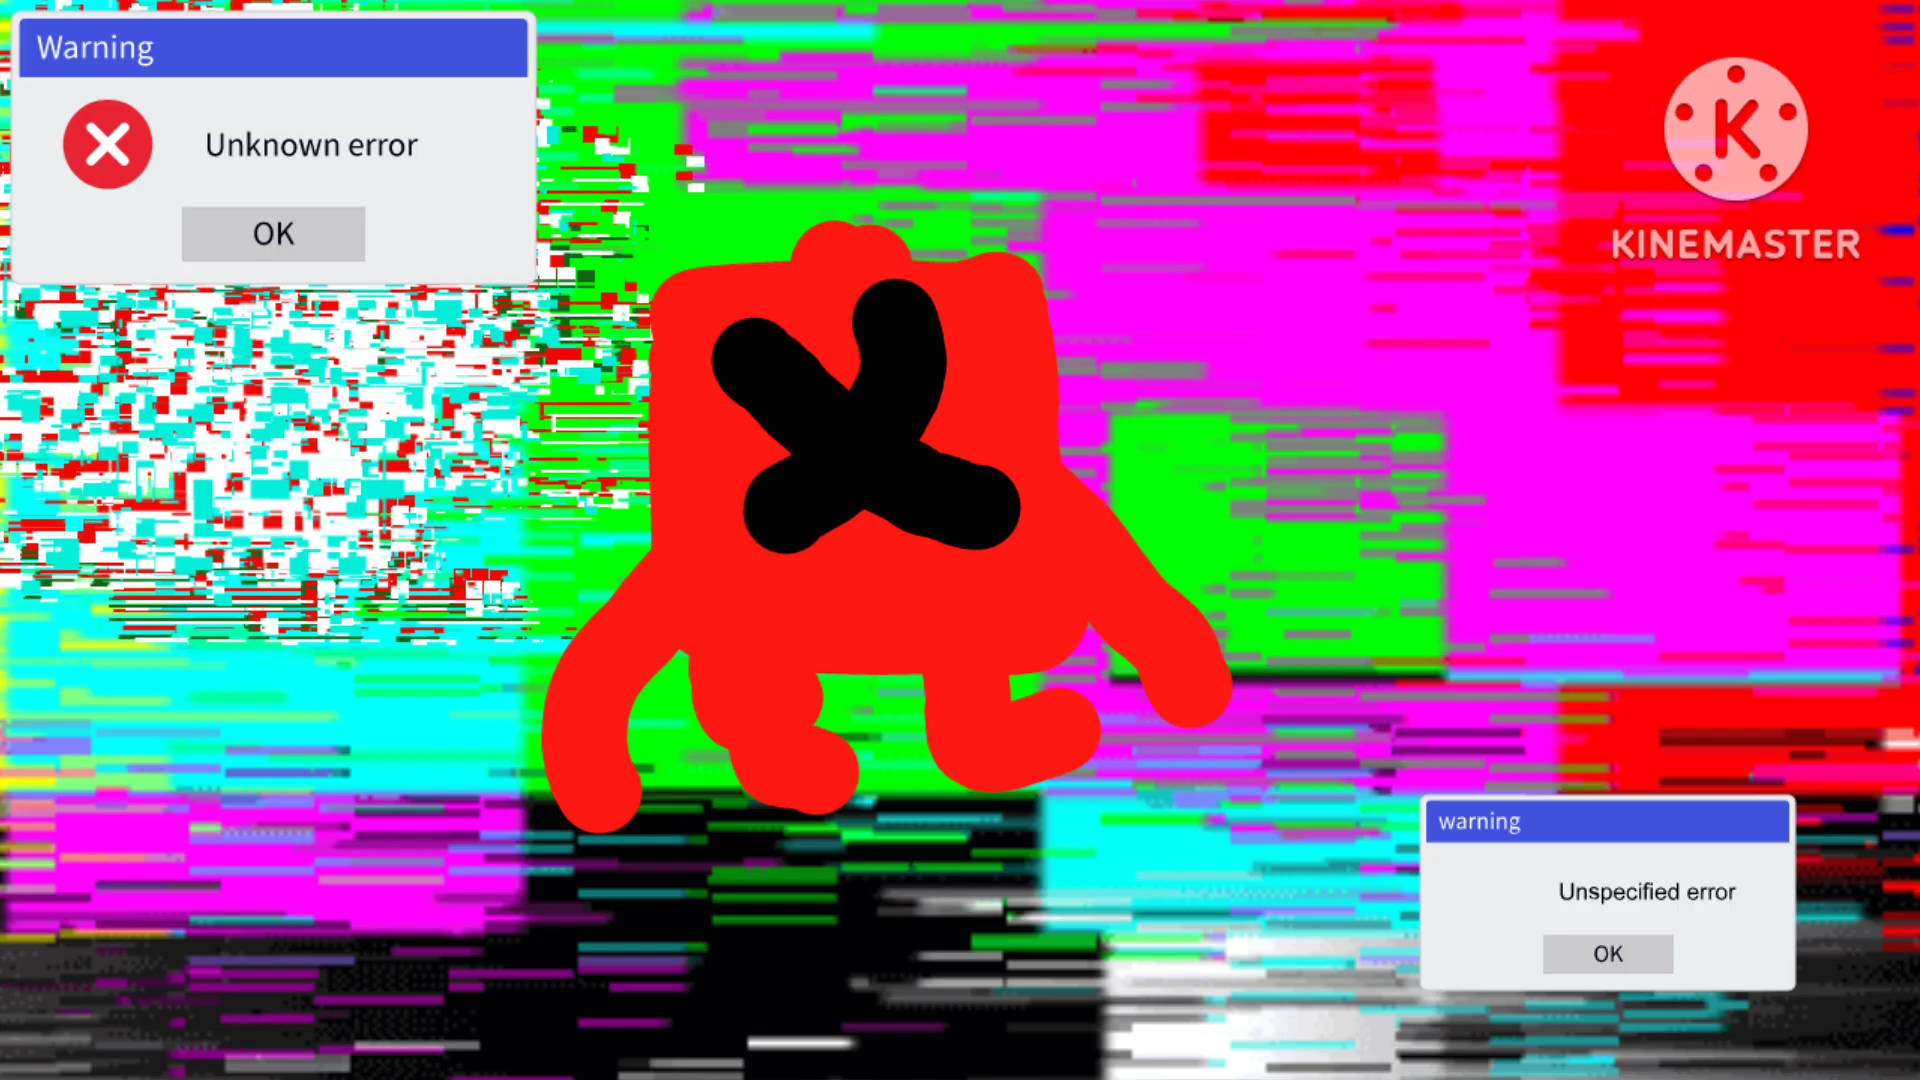 Warning
Unknown error
OK
K
KINEMASTER
warning
Unspecified error
OK